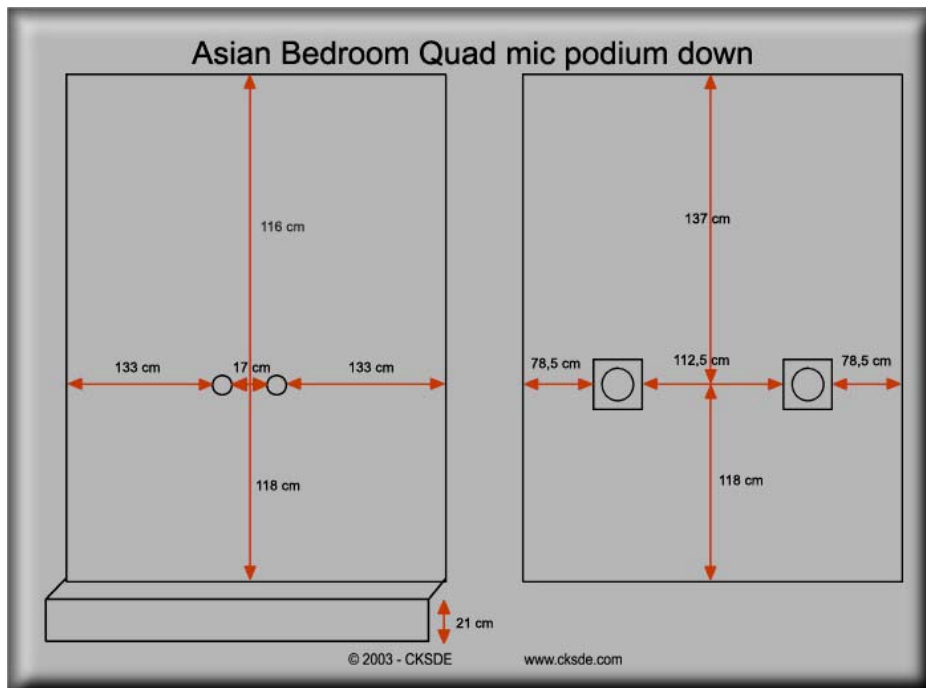 Asian Bedroom Quad mic podium down
116 cm
137 cm
133 cm
17 cm
133 cm
78,5 cm
112,5 cm
78,5 cm
118 cm
118 cm
21 cm
© 2003 - CKSDE
www.cksde.com